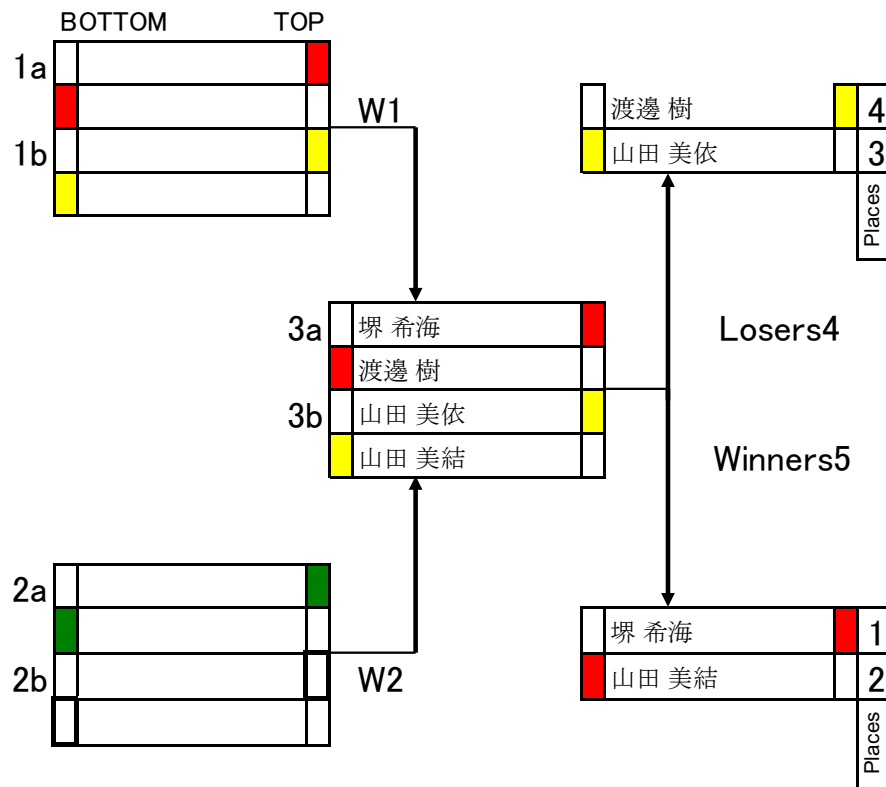 BOTTOM TOP
1a
W1
1b
渡邊 樹 4
山田 美依 3
Places
3a 堺 希海
渡邊 樹
3b 山田 美依
山田 美結
Losers4
Winners5
2a
2b
W2
堺 希海 1
山田 美結 2
Places